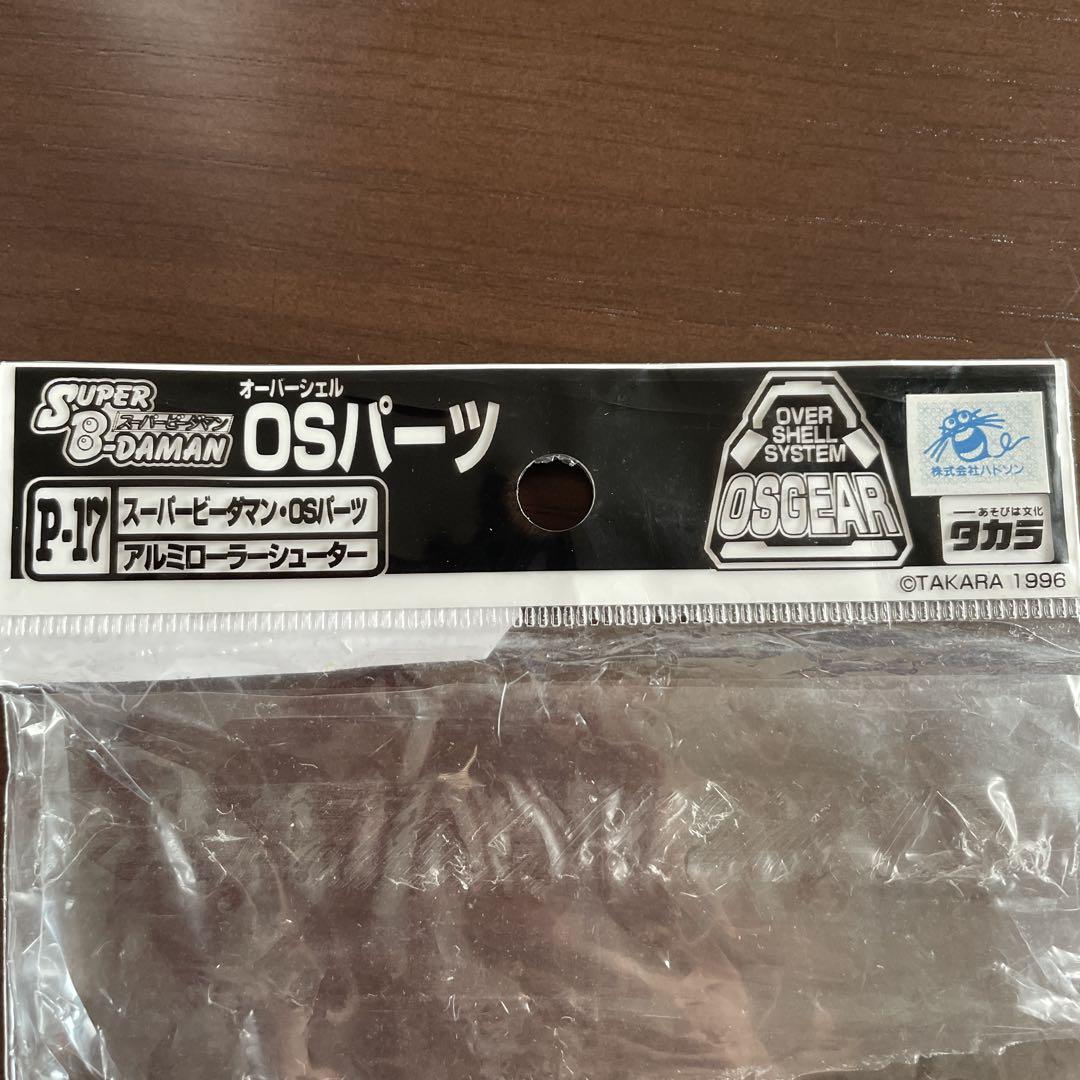 SUPER
スーパービーダマン
B-DAMAN
オーバーシェル
OSパーツ
P-17
スーパービーダマン・OSパーツ
アルミローラーシューター
OVER
SHELL
SYSTEM
OSGEAR
株式会社ハドソン
あそびは文化
タカラ
©TAKARA 1996